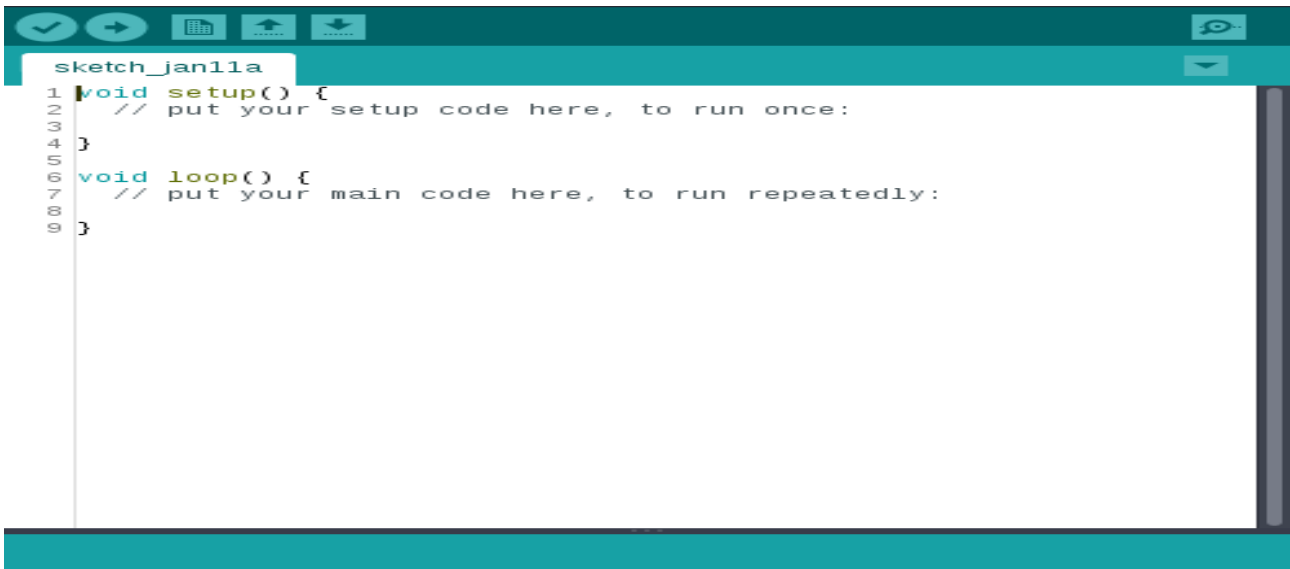 sketch_jan11a
1 void setup() {
2   // put your setup code here, to run once:
3
4 }
5
6 void loop() {
7   // put your main code here, to run repeatedly:
8
9 }